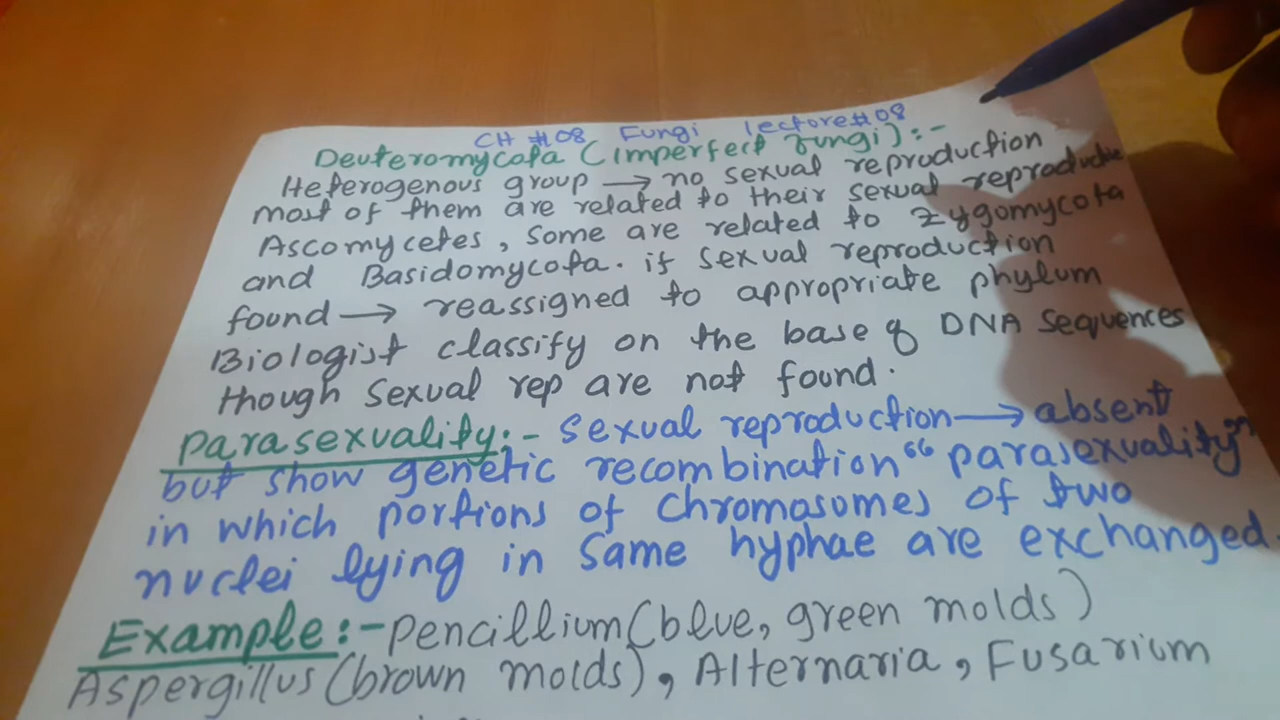 CH #08 Fungi lecture#08
Deuteromycota (imperfect fungi):-
Heterogenous group → no sexual reproduction
most of them are related to their sexual reproductive
Ascomycetes, some are related to Zygomycota
and Basidomycota. if sexual reproduction
found → reassigned to appropriate phylum
Biologist classify on the base of DNA sequences
though sexual rep are not found.
parasexuality:- sexual reproduction → absent
but show genetic recombination "parasexuality"
in which portions of chromosomes of two
nuclei lying in same hyphae are exchanged.
Example:- pencillium(blue, green molds)
Aspergillus(brown molds), Alternaria, Fusarium